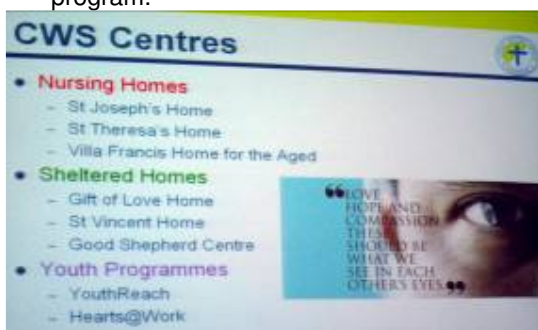 program.
CWS Centres
• Nursing Homes
– St Joseph's Home
– St Theresa's Home
– Villa Francis Home for the Aged
• Sheltered Homes
– Gift of Love Home
– St Vincent Home
– Good Shepherd Centre
• Youth Programmes
– YouthReach
– Hearts@Work
❝LOVE
HOPE AND
COMPASSION
THESE
SHOULD BE
WHAT WE
SEE IN EACH
OTHER'S EYES.❞